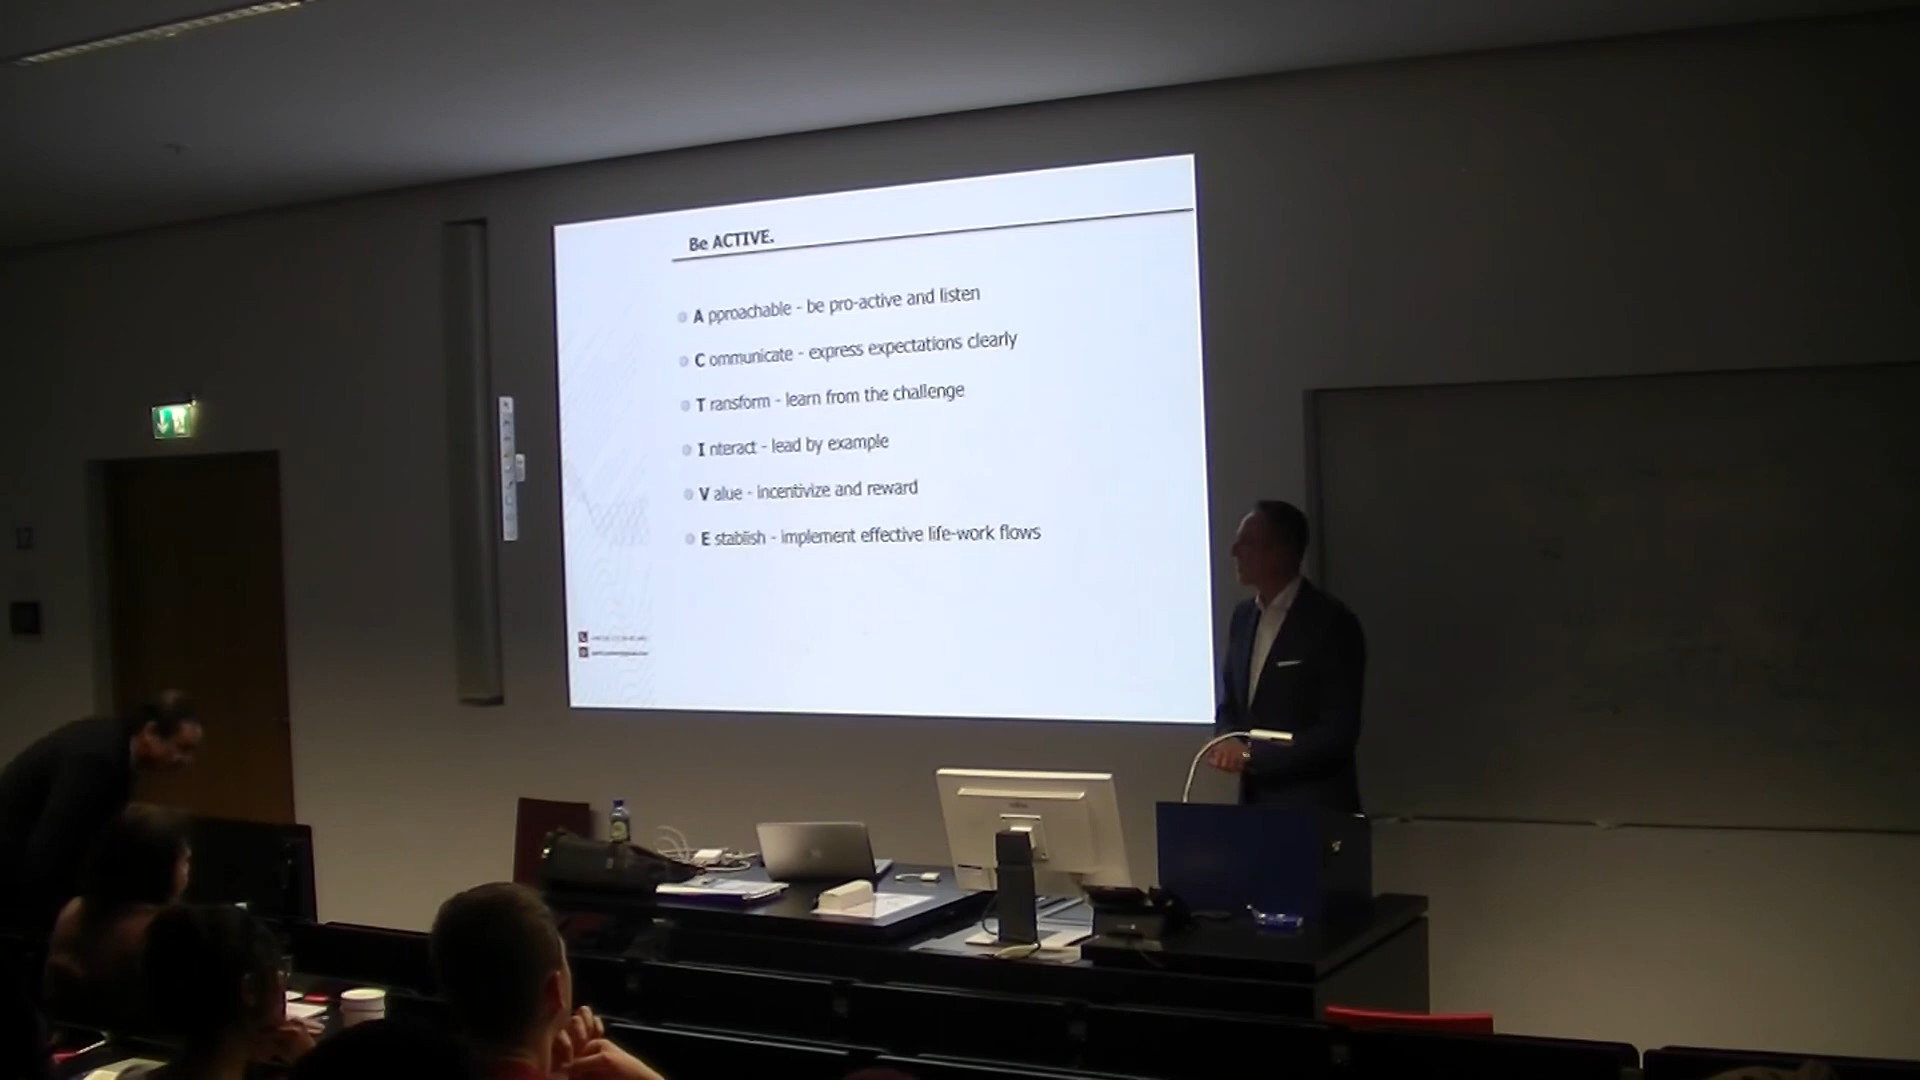 Be ACTIVE.
A pproachable - be pro-active and listen
C ommunicate - express expectations clearly
T ransform - learn from the challenge
I nteract - lead by example
V alue - incentivize and reward
E stablish - implement effective life-work flows